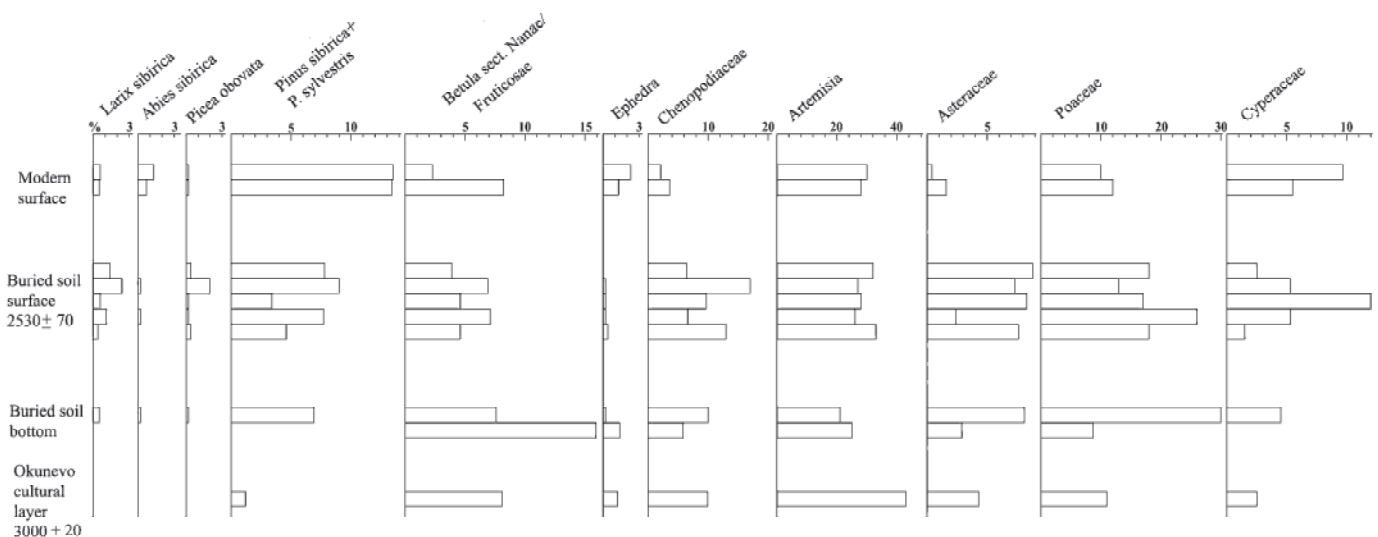 Larix sibirica
Abies sibirica
Picea obovata
Pinus sibirica+
P. sylvestris
Betula sect. Nanae/
Fruticosae
Ephedra
Chenopodiaceae
Artemisia
Asteraceae
Poaceae
Cyperaceae
% 3 3 3 5 10 5 10 15 3 10 20 20 40 5 10 20 30 5 10
Modern
surface
Buried soil
surface
2530± 70
Buried soil
bottom
Okunevo
cultural
layer
3000 + 20